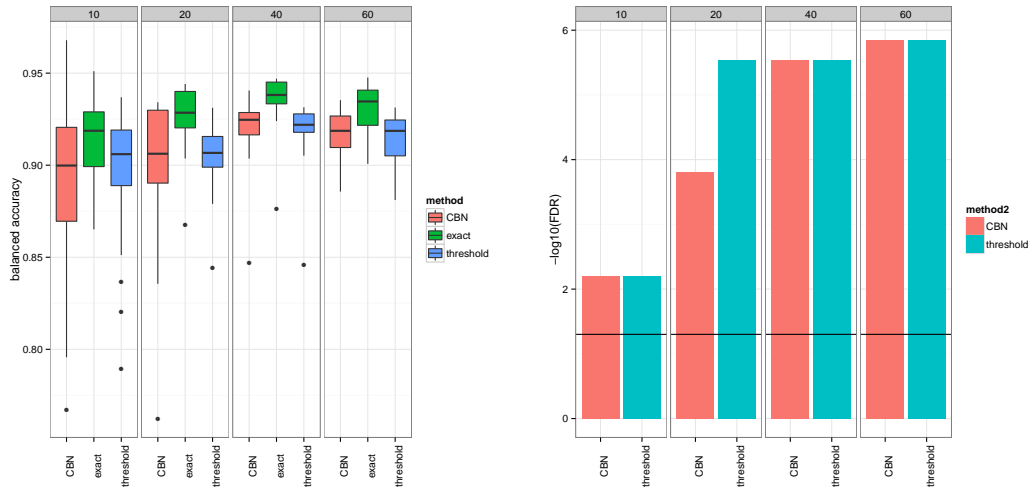 10 20 40 60
0.95
0.90
0.85
0.80
balanced accuracy
CBN exact threshold CBN exact threshold CBN exact threshold CBN exact threshold
method
CBN
exact
threshold
10 20 40 60
6
4
2
0
−log10(FDR)
CBN threshold CBN threshold CBN threshold CBN threshold
method2
CBN
threshold